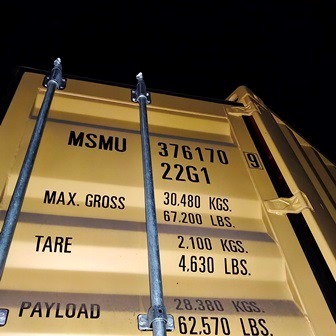 MSMU 376170 9
22G1
MAX. GROSS 30.480 KGS.
67.200 LBS.
TARE 2.100 KGS.
4.630 LBS.
PAYLOAD 28.380 KGS.
62.570 LBS.